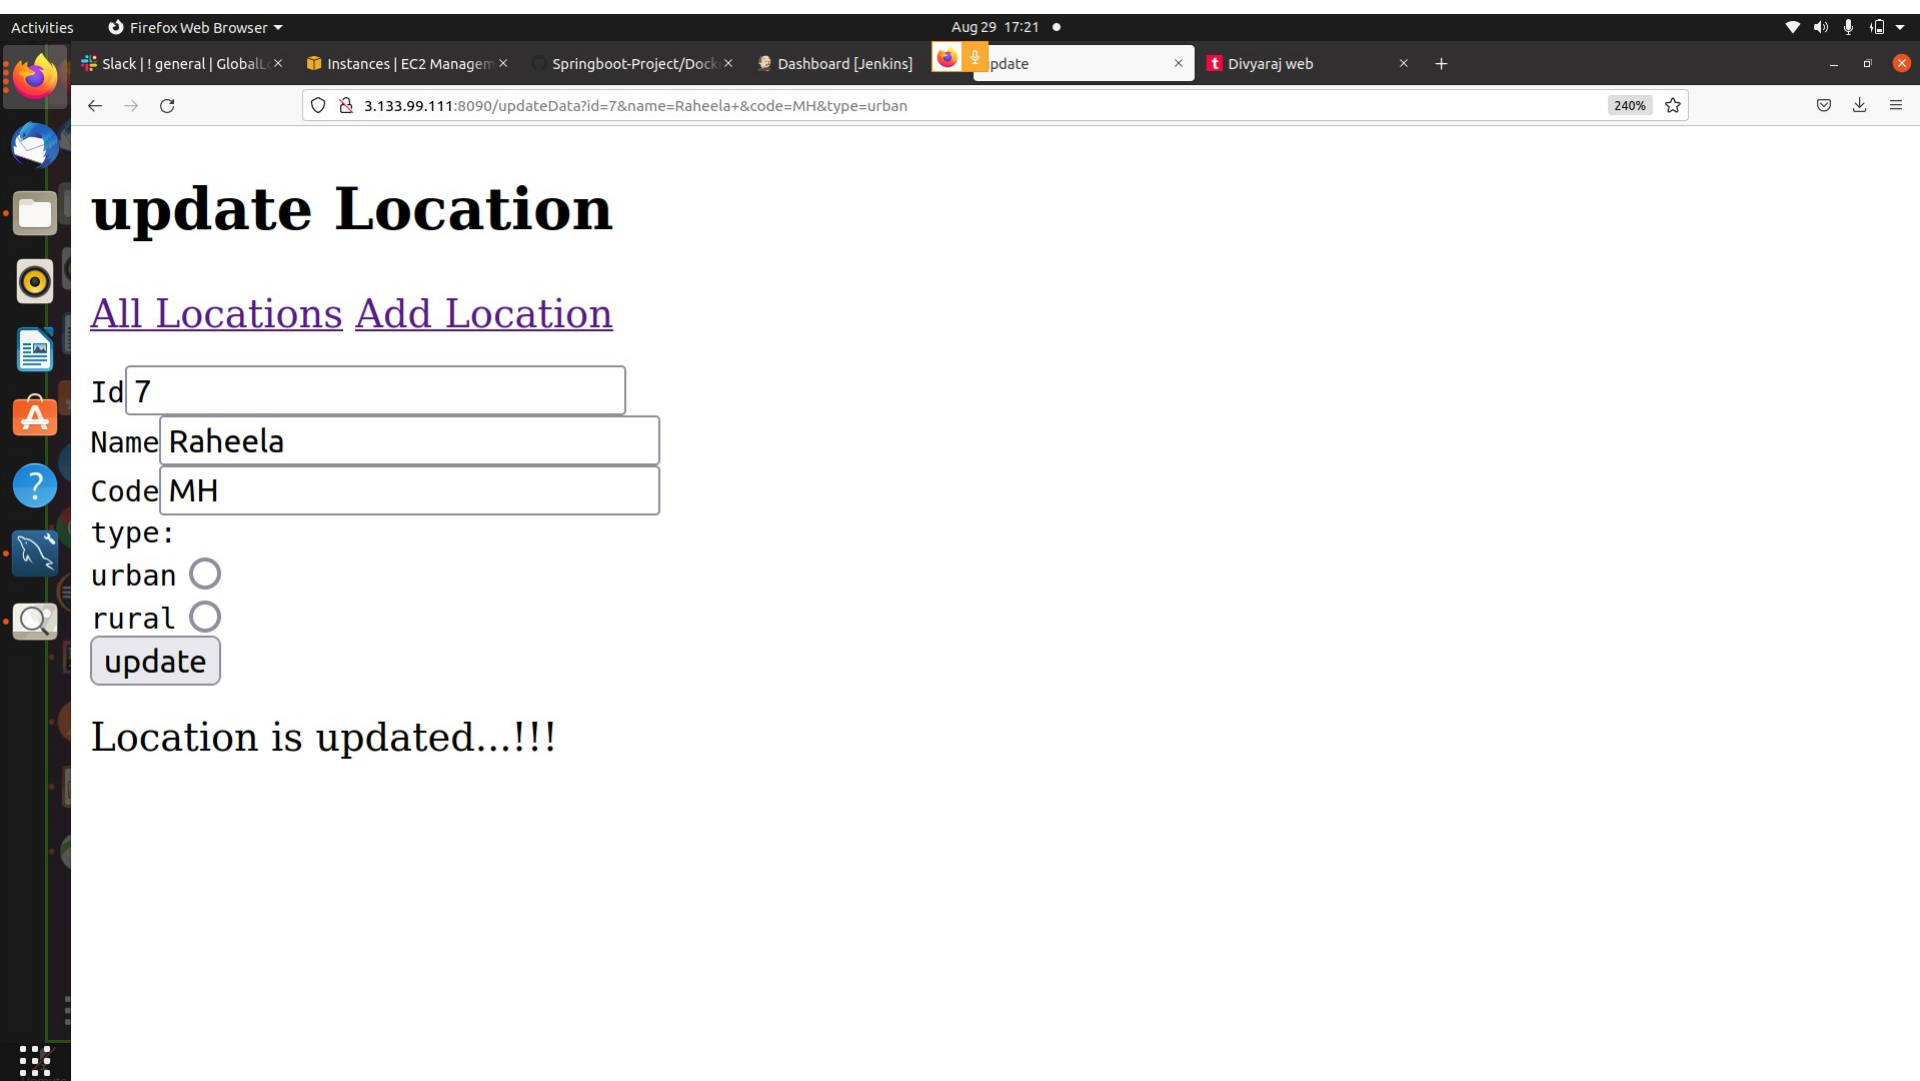 Activities Firefox Web Browser Aug 29 17:21
Slack | ! general | GlobalL Instances | EC2 Managem Springboot-Project/Dock Dashboard [Jenkins] update Divyaraj web
3.133.99.111:8090/updateData?id=7&name=Raheela+&code=MH&type=urban 240%
update Location
All Locations Add Location
Id 7
Name Raheela
Code MH
type:
urban
rural
update
Location is updated...!!!